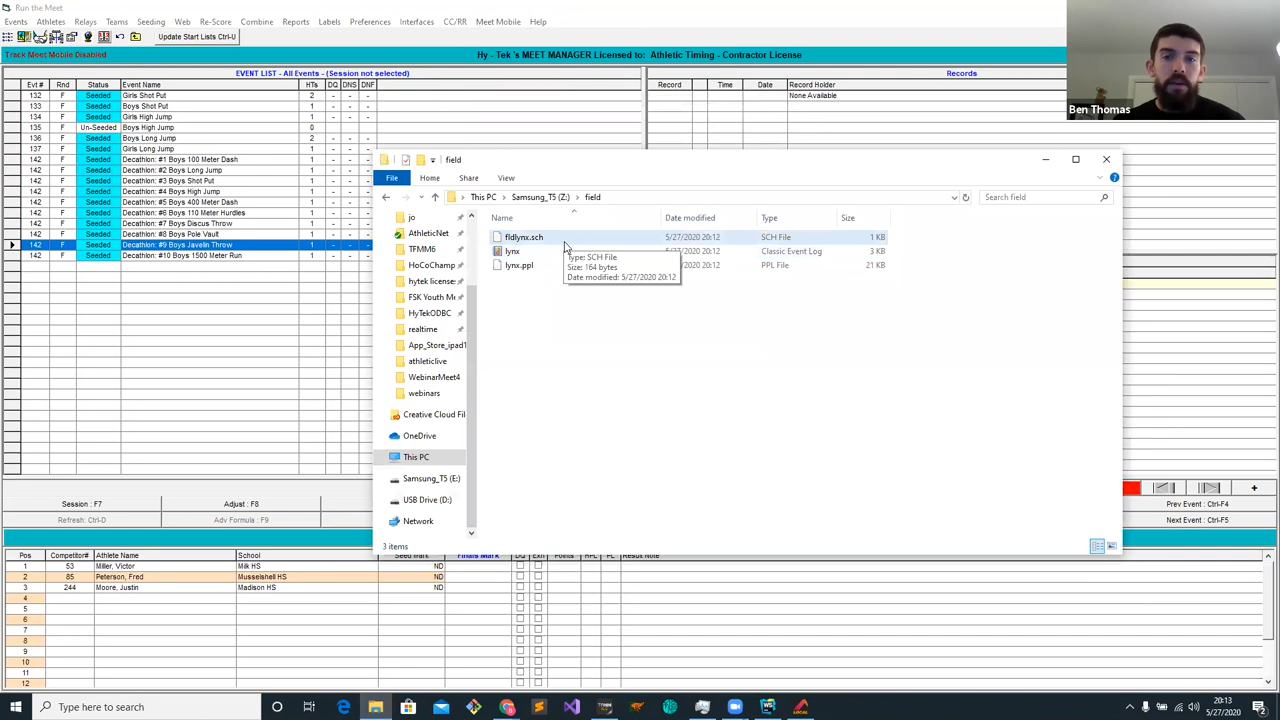 Run the Meet
Events Athletes Relays Teams Seeding Web Re-Score Combine Reports Labels Preferences Interfaces CC/RR Meet Mobile Help
Update Start Lists Ctrl-U
Track Meet Mobile Disabled
Hy - Tek 's MEET MANAGER Licensed to: Athletic Timing - Contractor License
EVENT LIST - All Events - (Session not selected)
Records
Evt # Rnd Status Event Name HTs DQ DNS DNF
Record Time Date Record Holder
None Available
132 F Seeded Girls Shot Put 2 - - -
133 F Seeded Boys Shot Put 1 - - -
134 F Seeded Girls High Jump 1 - - -
135 F Un-Seeded Boys High Jump 0
136 F Seeded Boys Long Jump 2 - - -
137 F Seeded Girls Long Jump 1 - - -
142 F Seeded Decathlon: #1 Boys 100 Meter Dash 1 - - -
142 F Seeded Decathlon: #2 Boys Long Jump 1 - - -
142 F Seeded Decathlon: #3 Boys Shot Put 1
142 F Seeded Decathlon: #4 Boys High Jump 1
142 F Seeded Decathlon: #5 Boys 400 Meter Dash 1
142 F Seeded Decathlon: #6 Boys 110 Meter Hurdles 1
142 F Seeded Decathlon: #7 Boys Discus Throw 1
142 F Seeded Decathlon: #8 Boys Pole Vault 1
142 F Seeded Decathlon: #9 Boys Javelin Throw 1
142 F Seeded Decathlon: #10 Boys 1500 Meter Run 1
Ben Thomas
field
File Home Share View
This PC > Samsung_T5 (Z:) > field
Search field
Name Date modified Type Size
fldlynx.sch 5/27/2020 20:12 SCH File 1 KB
lynx 5/27/2020 20:12 Classic Event Log 3 KB
lynx.ppl 5/27/2020 20:12 PPL File 21 KB
Type: SCH File
Size: 164 bytes
Date modified: 5/27/2020 20:12
jo
AthleticNet
TFMM6
HoCoChamp
hytek license
FSK Youth Me
HyTekODBC
realtime
App_Store_ipad1
athleticlive
WebinarMeet4
webinars
Creative Cloud Fil
OneDrive
This PC
Samsung_T5 (E:)
USB Drive (D:)
Network
3 items
Session : F7 Adjust : F8
Refresh: Ctrl-D Adv Formula : F9
+
Prev Event : Ctrl-F4
Next Event : Ctrl-F5
Pos Competitor# Athlete Name School Seed Mark Finals Mark DQ Exh Points HPL PL Result Note
1 53 Miller, Victor Milk HS ND
2 85 Peterson, Fred Musselshell HS ND
3 244 Moore, Justin Madison HS ND
4
5
6
7
8
9
10
11
12
Type here to search
20:13
5/27/2020